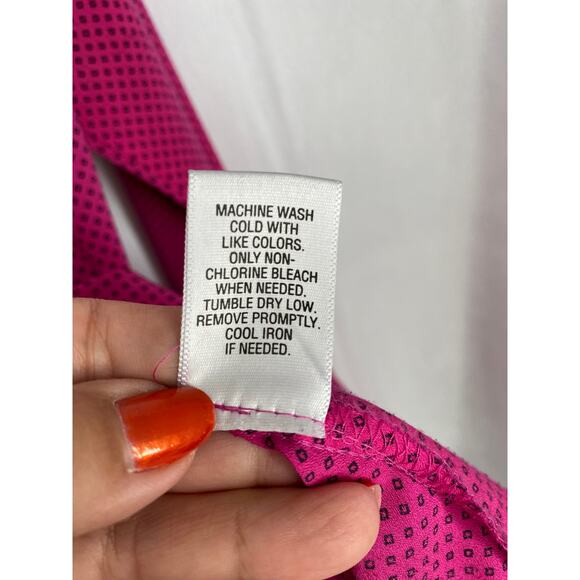 MACHINE WASH
COLD WITH
LIKE COLORS.
ONLY NON-
CHLORINE BLEACH
WHEN NEEDED.
TUMBLE DRY LOW.
REMOVE PROMPTLY.
COOL IRON
IF NEEDED.